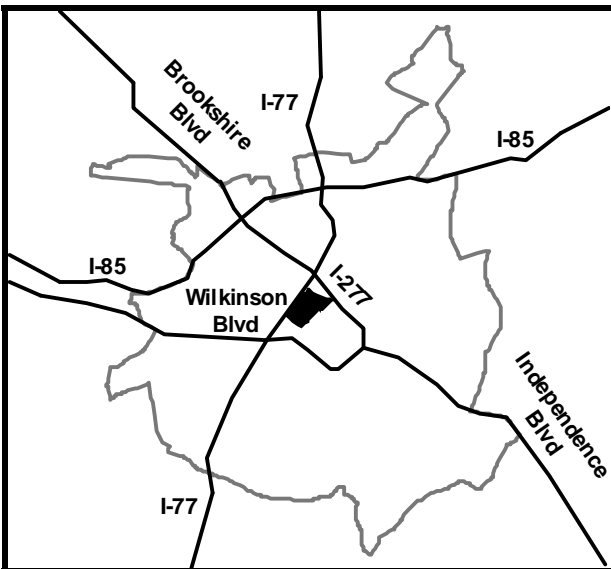 Brookshire
Blvd
I-77
I-85
I-85
I-277
Wilkinson
Blvd
Independence
Blvd
I-77